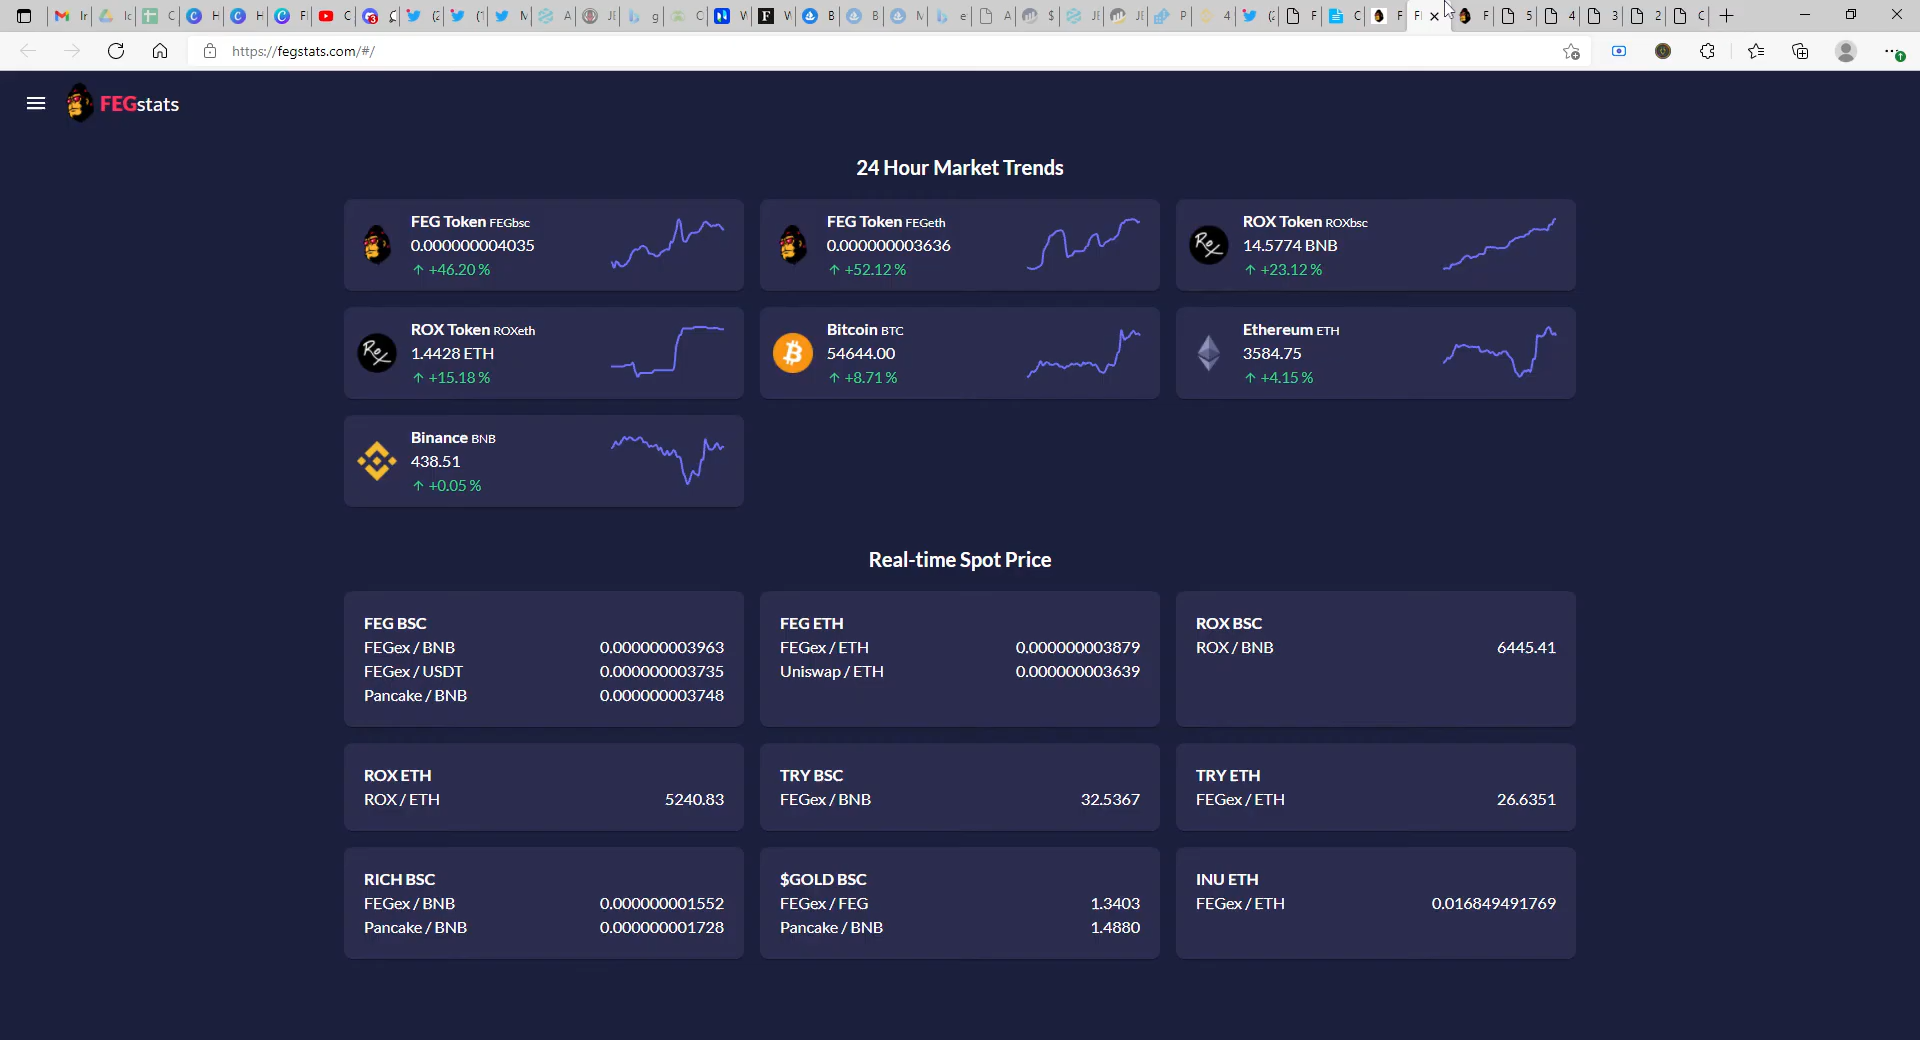 https://fegstats.com/#/
FEGstats
24 Hour Market Trends
FEG Token FEGbsc
0.000000004035
↑ +46.20 %
FEG Token FEGeth
0.000000003636
↑ +52.12 %
ROX Token ROXbsc
14.5774 BNB
↑ +23.12 %
ROX Token ROXeth
1.4428 ETH
↑ +15.18 %
Bitcoin BTC
54644.00
↑ +8.71 %
Ethereum ETH
3584.75
↑ +4.15 %
Binance BNB
438.51
↑ +0.05 %
Real-time Spot Price
FEG BSC
FEGex / BNB 0.000000003963
FEGex / USDT 0.000000003735
Pancake / BNB 0.000000003748
FEG ETH
FEGex / ETH 0.000000003879
Uniswap / ETH 0.000000003639
ROX BSC
ROX / BNB 6445.41
ROX ETH
ROX / ETH 5240.83
TRY BSC
FEGex / BNB 32.5367
TRY ETH
FEGex / ETH 26.6351
RICH BSC
FEGex / BNB 0.000000001552
Pancake / BNB 0.000000001728
$GOLD BSC
FEGex / FEG 1.3403
Pancake / BNB 1.4880
INU ETH
FEGex / ETH 0.016849491769